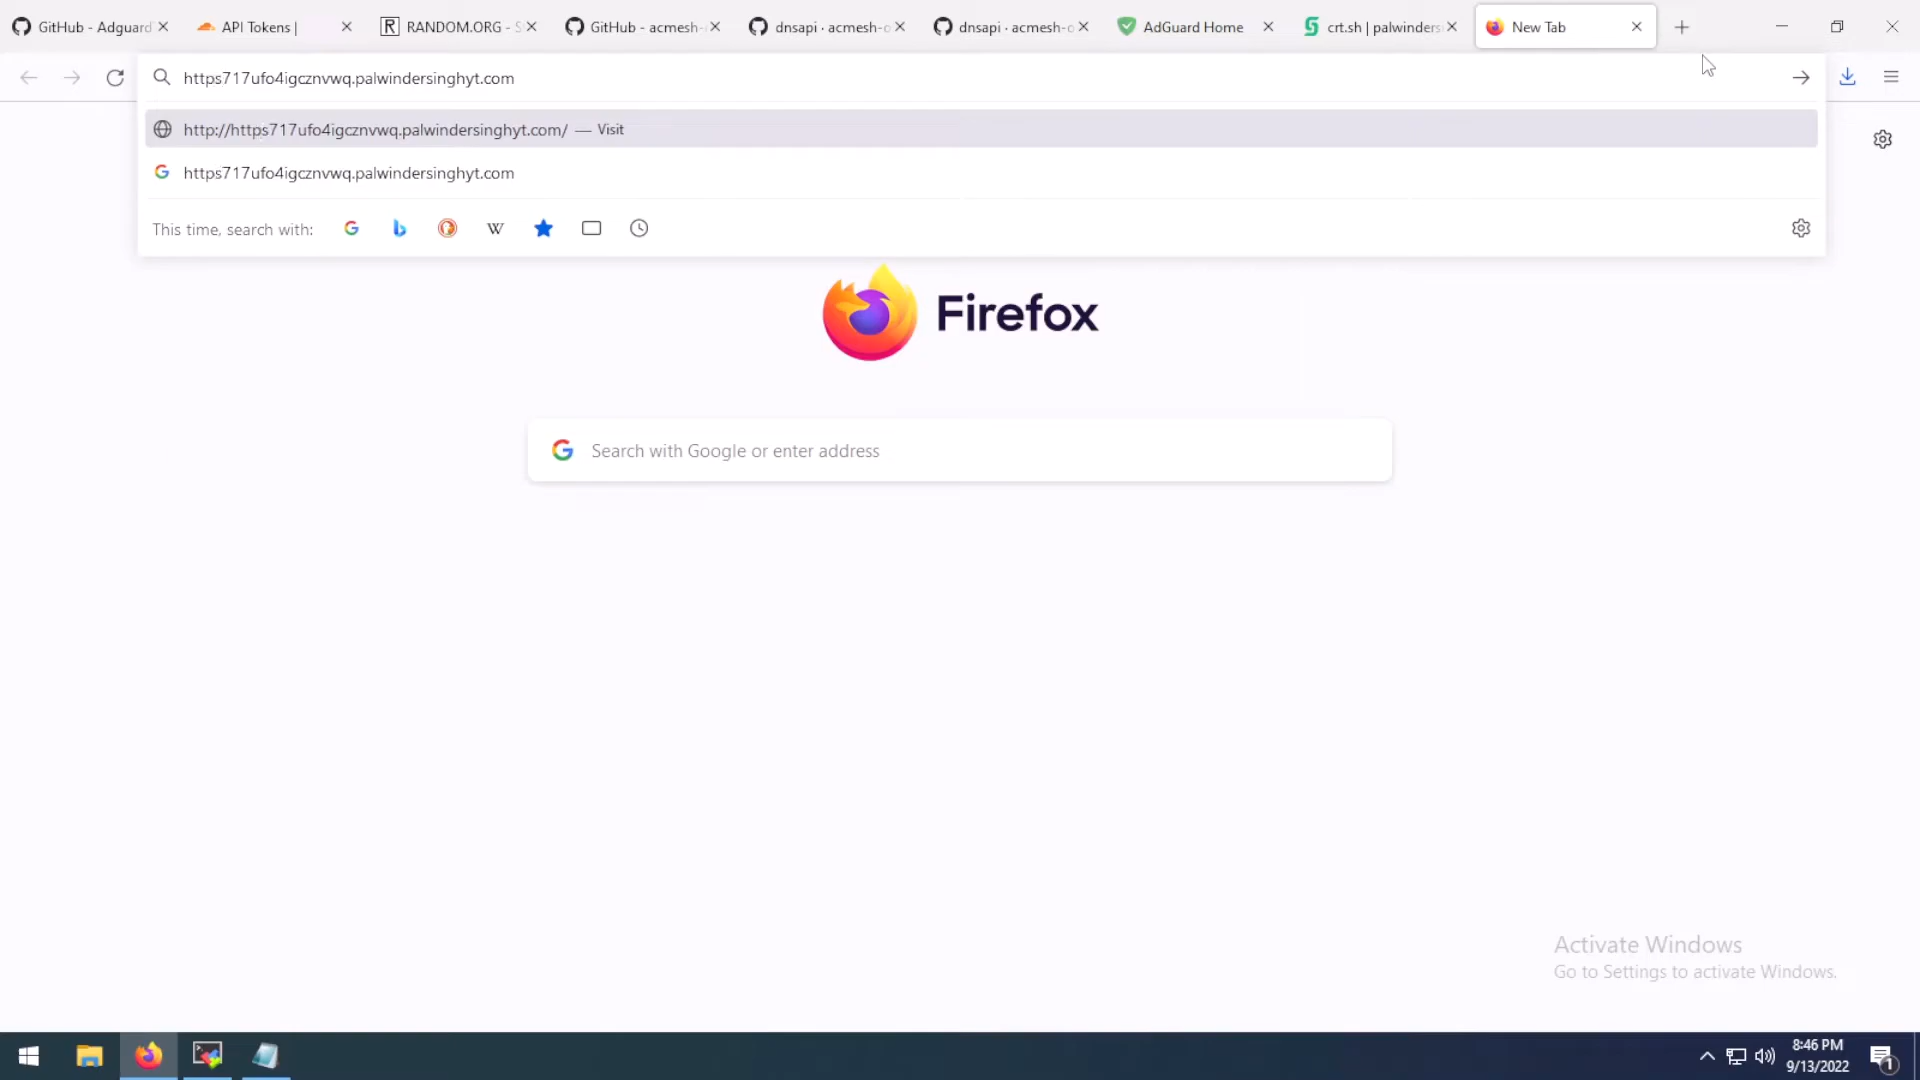 GitHub - Adguard
API Tokens |
RANDOM.ORG - S
GitHub - acmesh-
dnsapi · acmesh-o
dnsapi · acmesh-o
AdGuard Home
crt.sh | palwinders
New Tab
https717ufo4igcznvwq.palwindersinghyt.com
http://https717ufo4igcznvwq.palwindersinghyt.com/ — Visit
https717ufo4igcznvwq.palwindersinghyt.com
This time, search with:
Firefox
Search with Google or enter address
Activate Windows
Go to Settings to activate Windows.
8:46 PM
9/13/2022
1